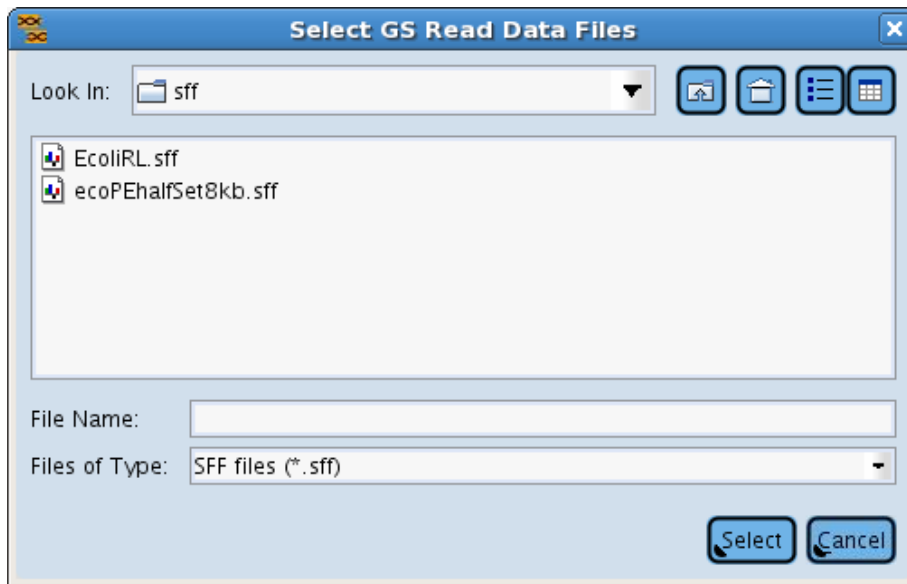 Select GS Read Data Files
Look In: sff
EcoliRL.sff
ecoPEhalfSet8kb.sff
File Name:
Files of Type: SFF files (*.sff)
Select Cancel